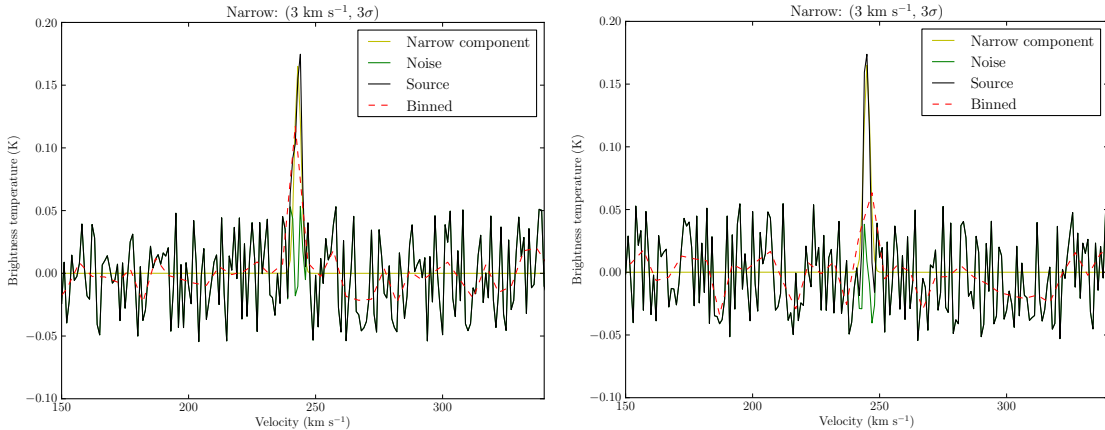 Narrow: (3 km s⁻¹, 3σ)
0.20
0.15
0.10
0.05
0.00
−0.05
−0.10
Brightness temperature (K)
Narrow component
Noise
Source
Binned
150
200
250
300
Velocity (km s⁻¹)
Narrow: (3 km s⁻¹, 3σ)
0.20
0.15
0.10
0.05
0.00
−0.05
−0.10
Brightness temperature (K)
Narrow component
Noise
Source
Binned
150
200
250
300
Velocity (km s⁻¹)